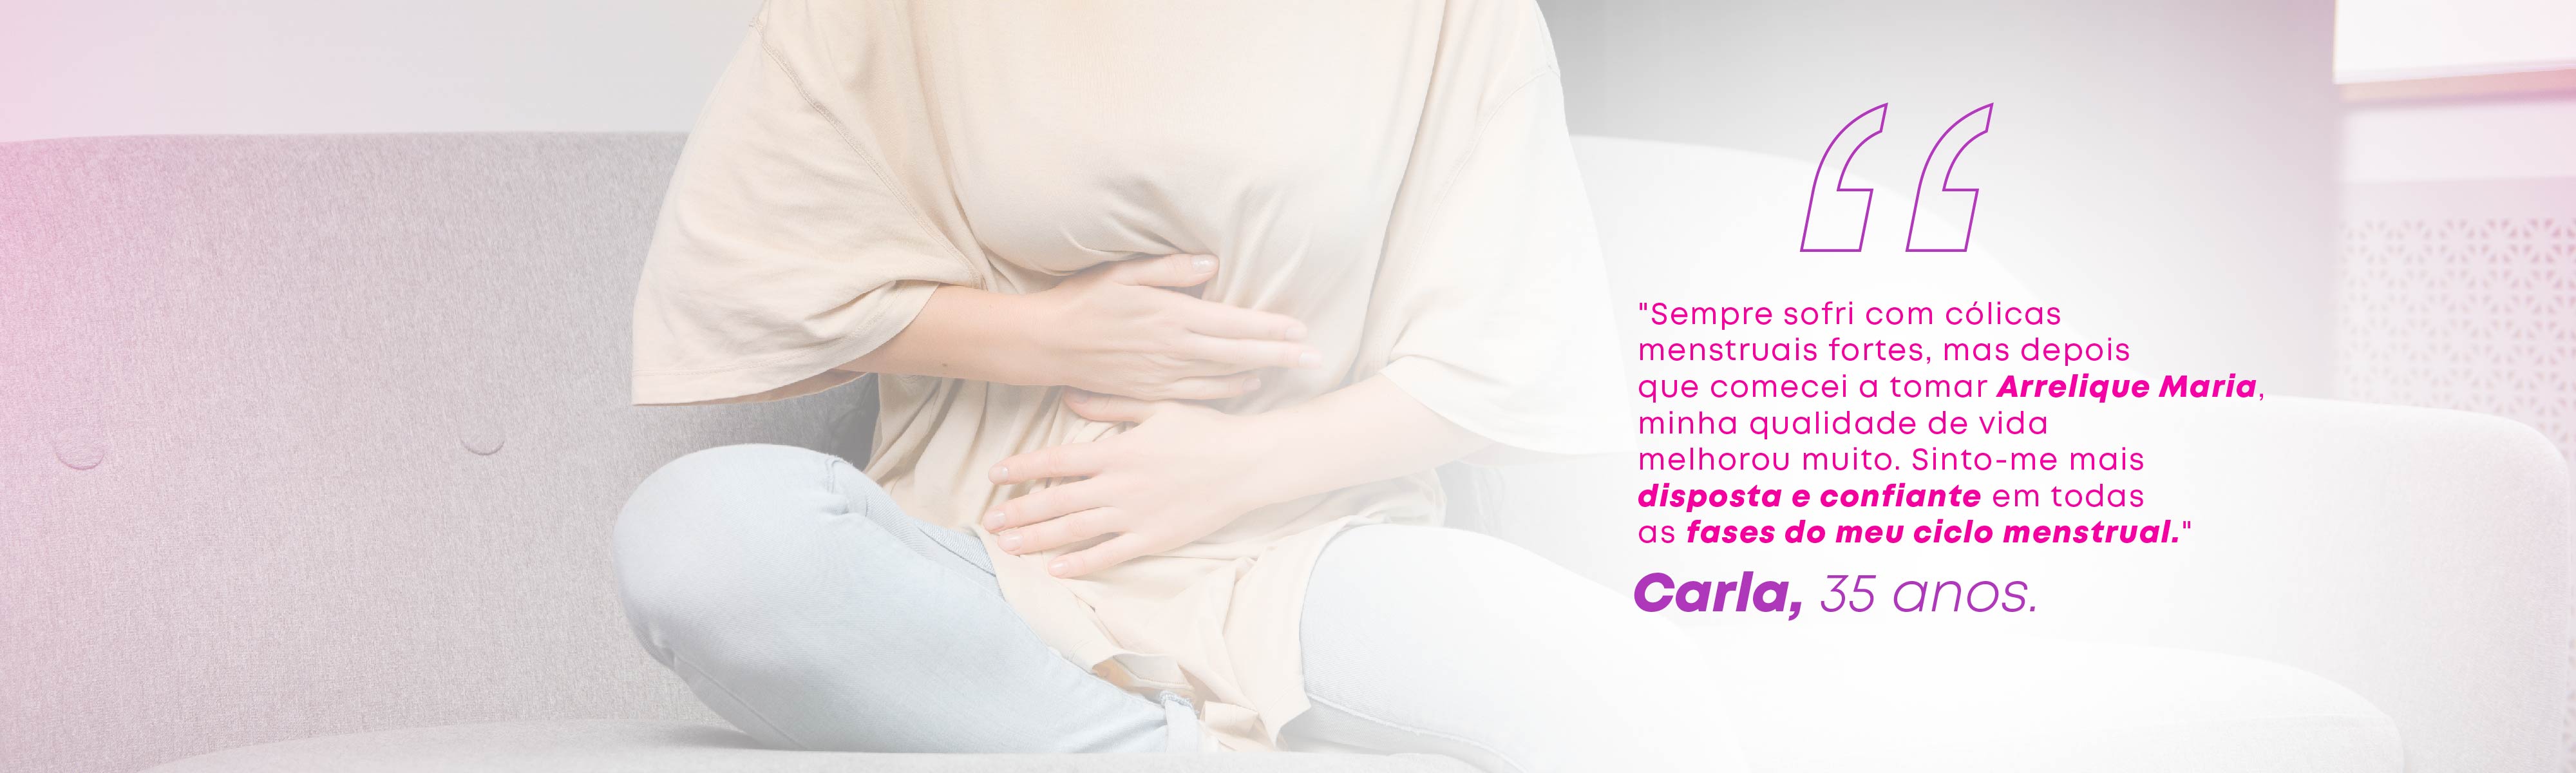 "Sempre sofri com cólicas
menstruais fortes, mas depois
que comecei a tomar Arrelique Maria,
minha qualidade de vida
melhorou muito. Sinto-me mais
disposta e confiante em todas
as fases do meu ciclo menstrual."
Carla, 35 anos.